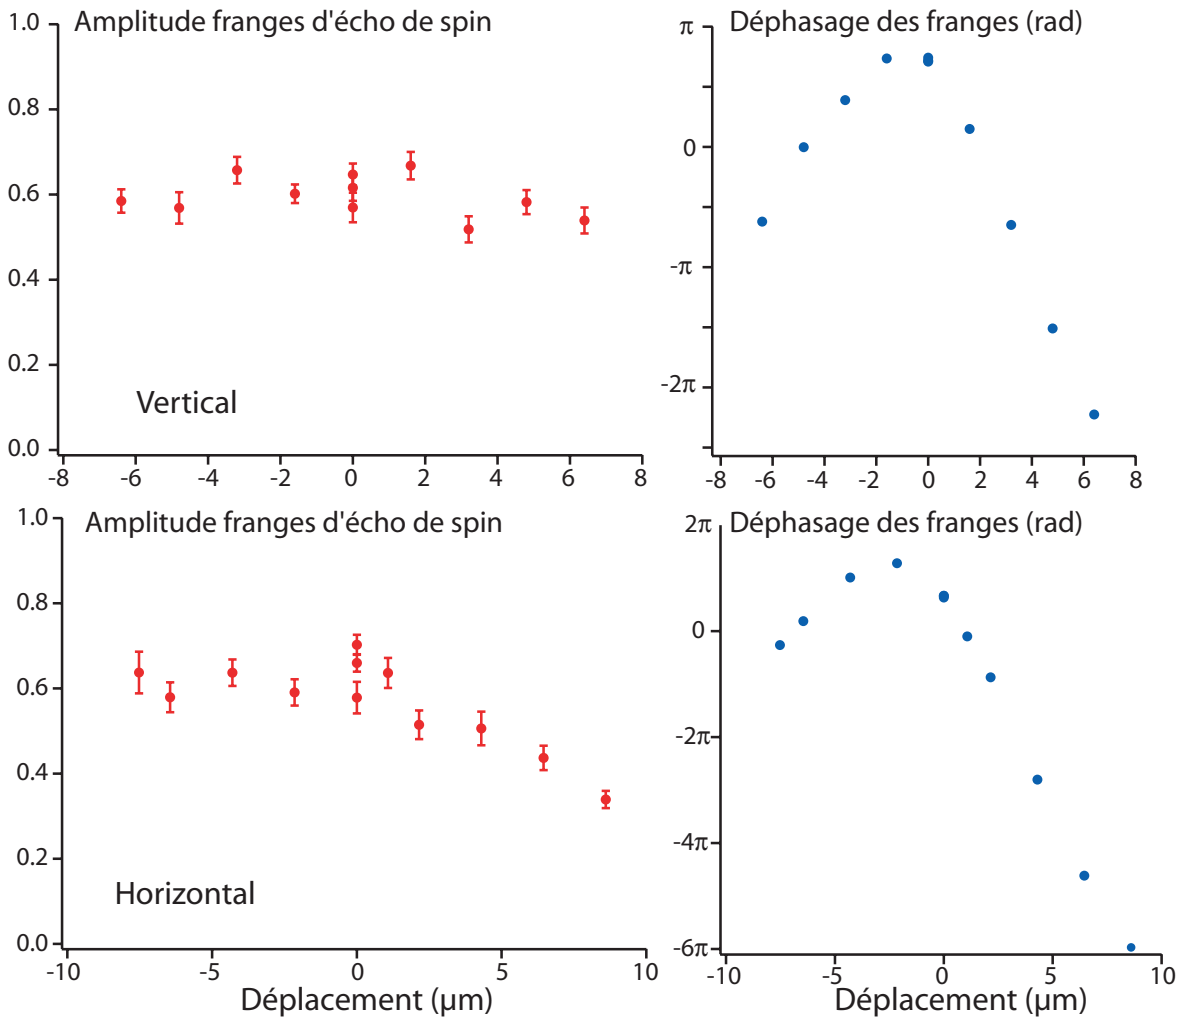 Amplitude franges d'écho de spin
1.0
0.8
0.6
0.4
0.2
0.0
Vertical
-8 -6 -4 -2 0 2 4 6 8
Déphasage des franges (rad)
π
0
-π
-2π
-8 -6 -4 -2 0 2 4 6 8
Amplitude franges d'écho de spin
1.0
0.8
0.6
0.4
0.2
0.0
Horizontal
-10 -5 0 5 10
Déplacement (µm)
Déphasage des franges (rad)
2π
0
-2π
-4π
-6π
-10 -5 0 5 10
Déplacement (µm)